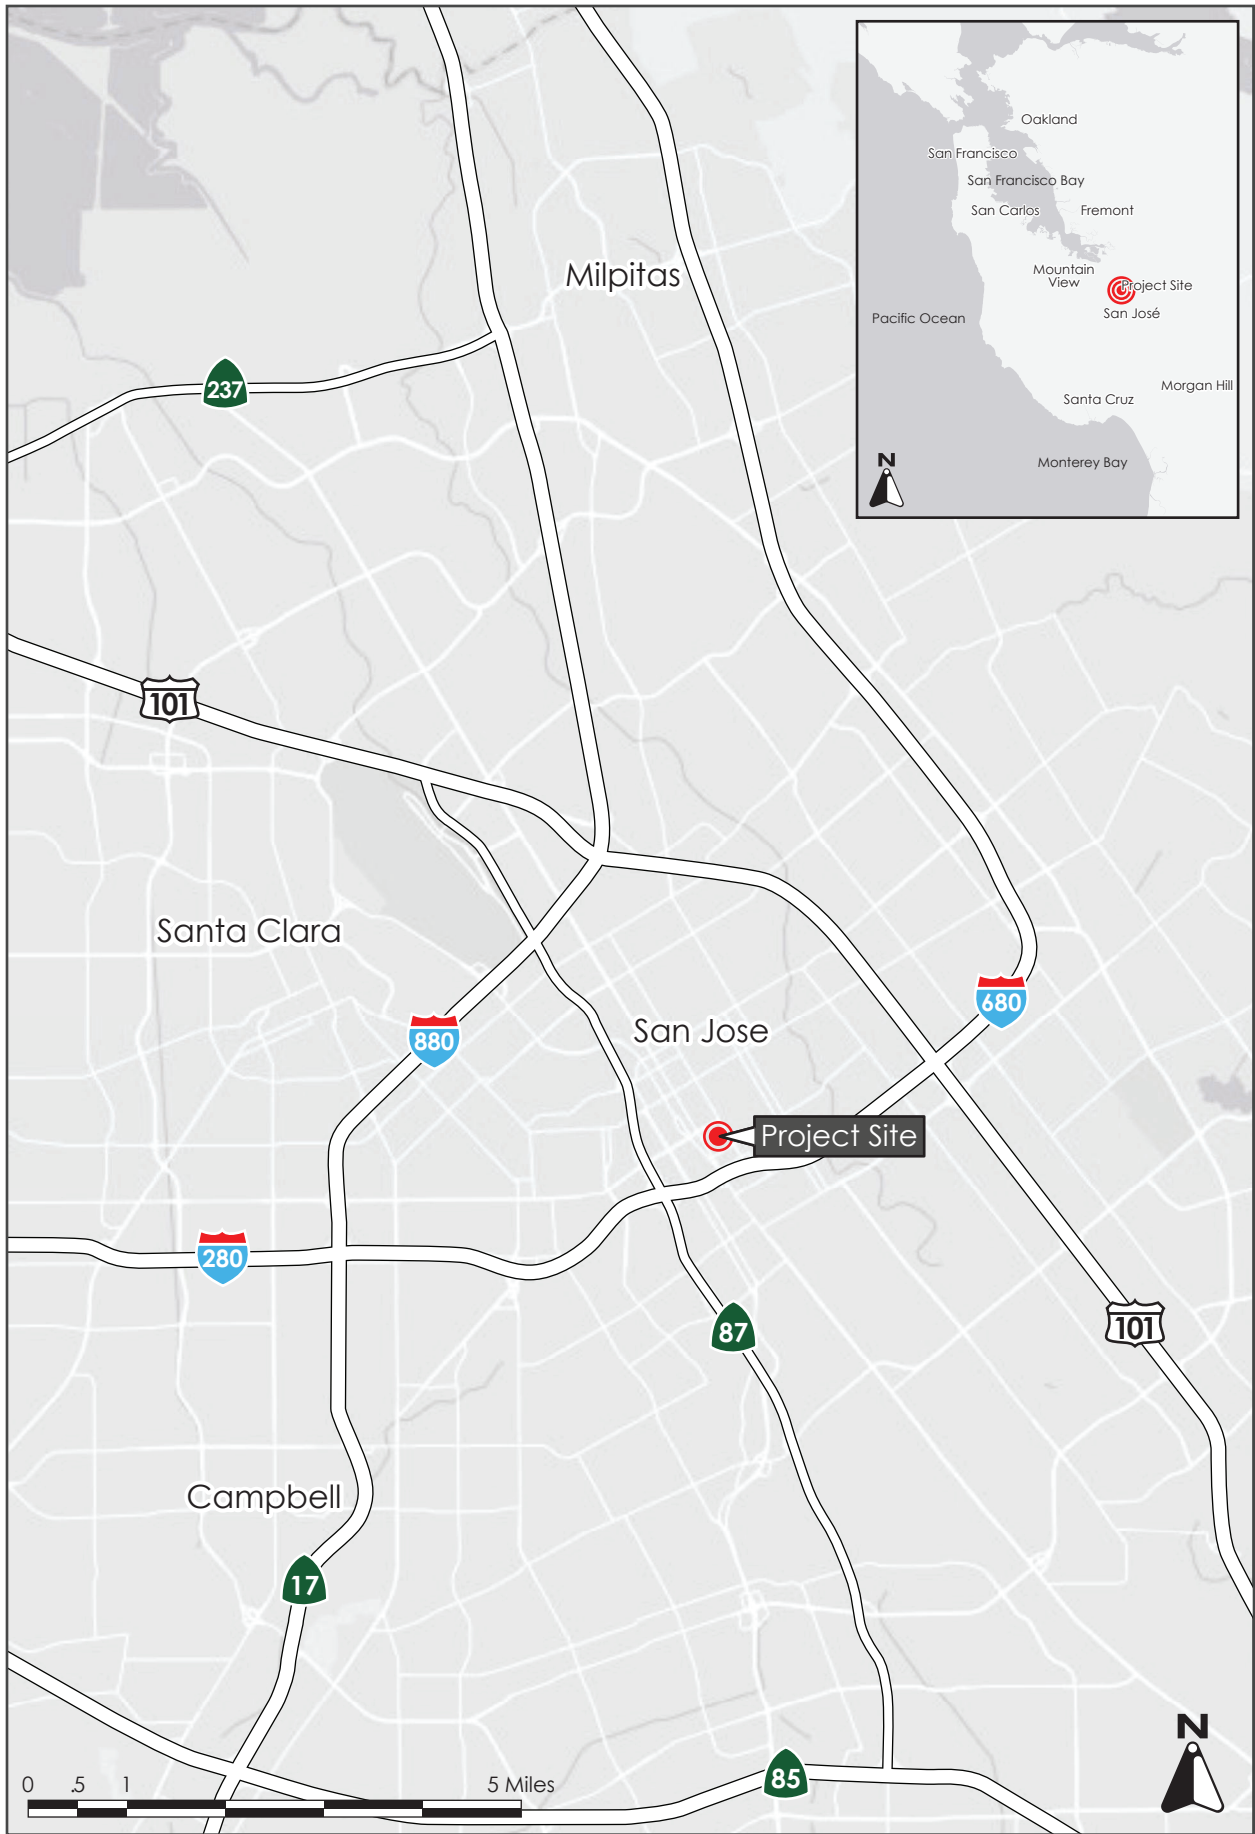 Oakland
San Francisco
San Francisco Bay
San Carlos
Fremont
Mountain
View
Project Site
San José
Pacific Ocean
Morgan Hill
Santa Cruz
Monterey Bay
N
Milpitas
237
101
Santa Clara
680
880
San Jose
Project Site
280
87
101
Campbell
17
N
85
0 .5 1 5 Miles